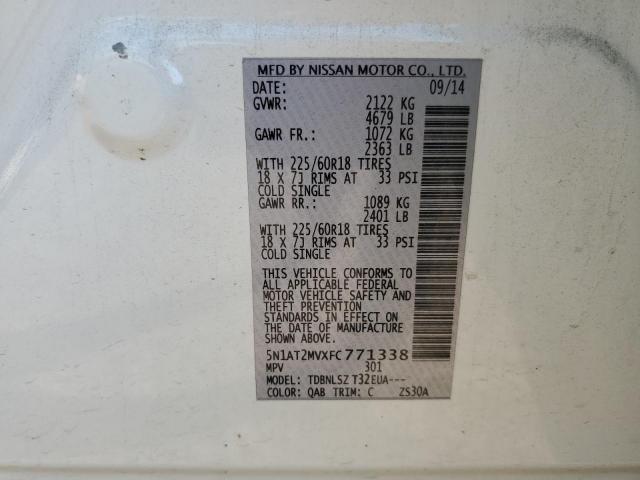 MFD BY NISSAN MOTOR CO., LTD.
DATE: 09/14
GVWR: 2122 KG
4679 LB
GAWR FR.: 1072 KG
2363 LB
WITH 225/60R18 TIRES
18 X 7J RIMS AT 33 PSI
COLD SINGLE
GAWR RR.: 1089 KG
2401 LB
WITH 225/60R18 TIRES
18 X 7J RIMS AT 33 PSI
COLD SINGLE
THIS VEHICLE CONFORMS TO
ALL APPLICABLE FEDERAL
MOTOR VEHICLE SAFETY AND
THEFT PREVENTION
STANDARDS IN EFFECT ON
THE DATE OF MANUFACTURE
SHOWN ABOVE.
5N1AT2MVXFC771338
MPV 301
MODEL: TDBNLSZ T32EUA---
COLOR: QAB TRIM: C ZS30A